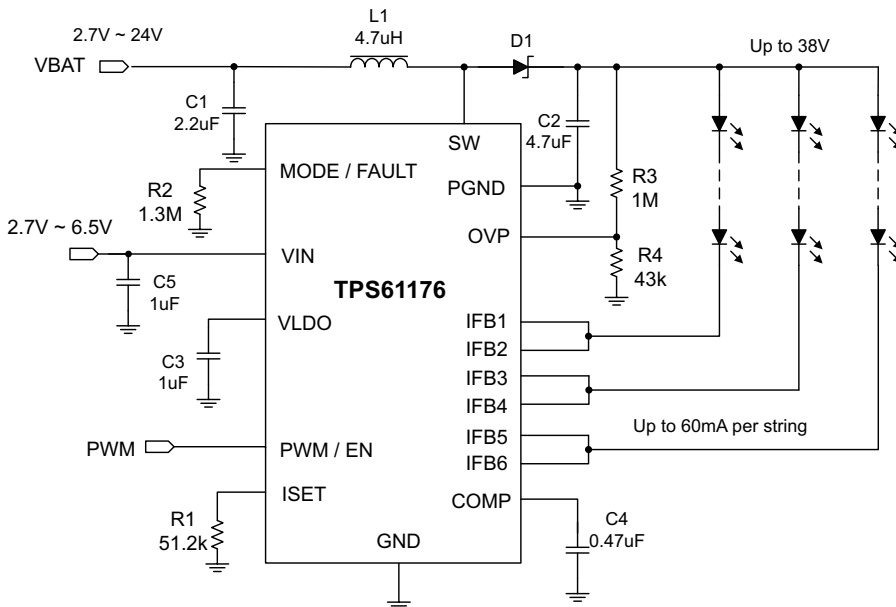 2.7V ~ 24V
VBAT
L1
4.7uH
D1
Up to 38V
C1
2.2uF
C2
4.7uF
SW
MODE / FAULT
PGND
R2
1.3M
R3
1M
2.7V ~ 6.5V
VIN
OVP
R4
43k
C5
1uF
TPS61176
VLDO
IFB1
IFB2
C3
1uF
IFB3
IFB4
Up to 60mA per string
PWM
PWM / EN
IFB5
IFB6
ISET
COMP
R1
51.2k
GND
C4
0.47uF